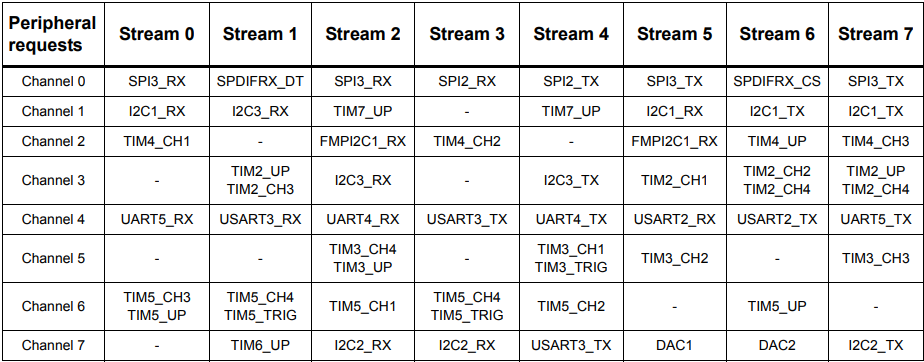 Peripheral requests Stream 0 Stream 1 Stream 2 Stream 3 Stream 4 Stream 5 Stream 6 Stream 7
Channel 0 SPI3_RX SPDIFRX_DT SPI3_RX SPI2_RX SPI2_TX SPI3_TX SPDIFRX_CS SPI3_TX
Channel 1 I2C1_RX I2C3_RX TIM7_UP - TIM7_UP I2C1_RX I2C1_TX I2C1_TX
Channel 2 TIM4_CH1 - FMPI2C1_RX TIM4_CH2 - FMPI2C1_RX TIM4_UP TIM4_CH3
Channel 3 - TIM2_UP TIM2_CH3 I2C3_RX - I2C3_TX TIM2_CH1 TIM2_CH2 TIM2_CH4 TIM2_UP TIM2_CH4
Channel 4 UART5_RX USART3_RX UART4_RX USART3_TX UART4_TX USART2_RX USART2_TX UART5_TX
Channel 5 - - TIM3_CH4 TIM3_UP - TIM3_CH1 TIM3_TRIG TIM3_CH2 - TIM3_CH3
Channel 6 TIM5_CH3 TIM5_UP TIM5_CH4 TIM5_TRIG TIM5_CH1 TIM5_CH4 TIM5_TRIG TIM5_CH2 - TIM5_UP -
Channel 7 - TIM6_UP I2C2_RX I2C2_RX USART3_TX DAC1 DAC2 I2C2_TX